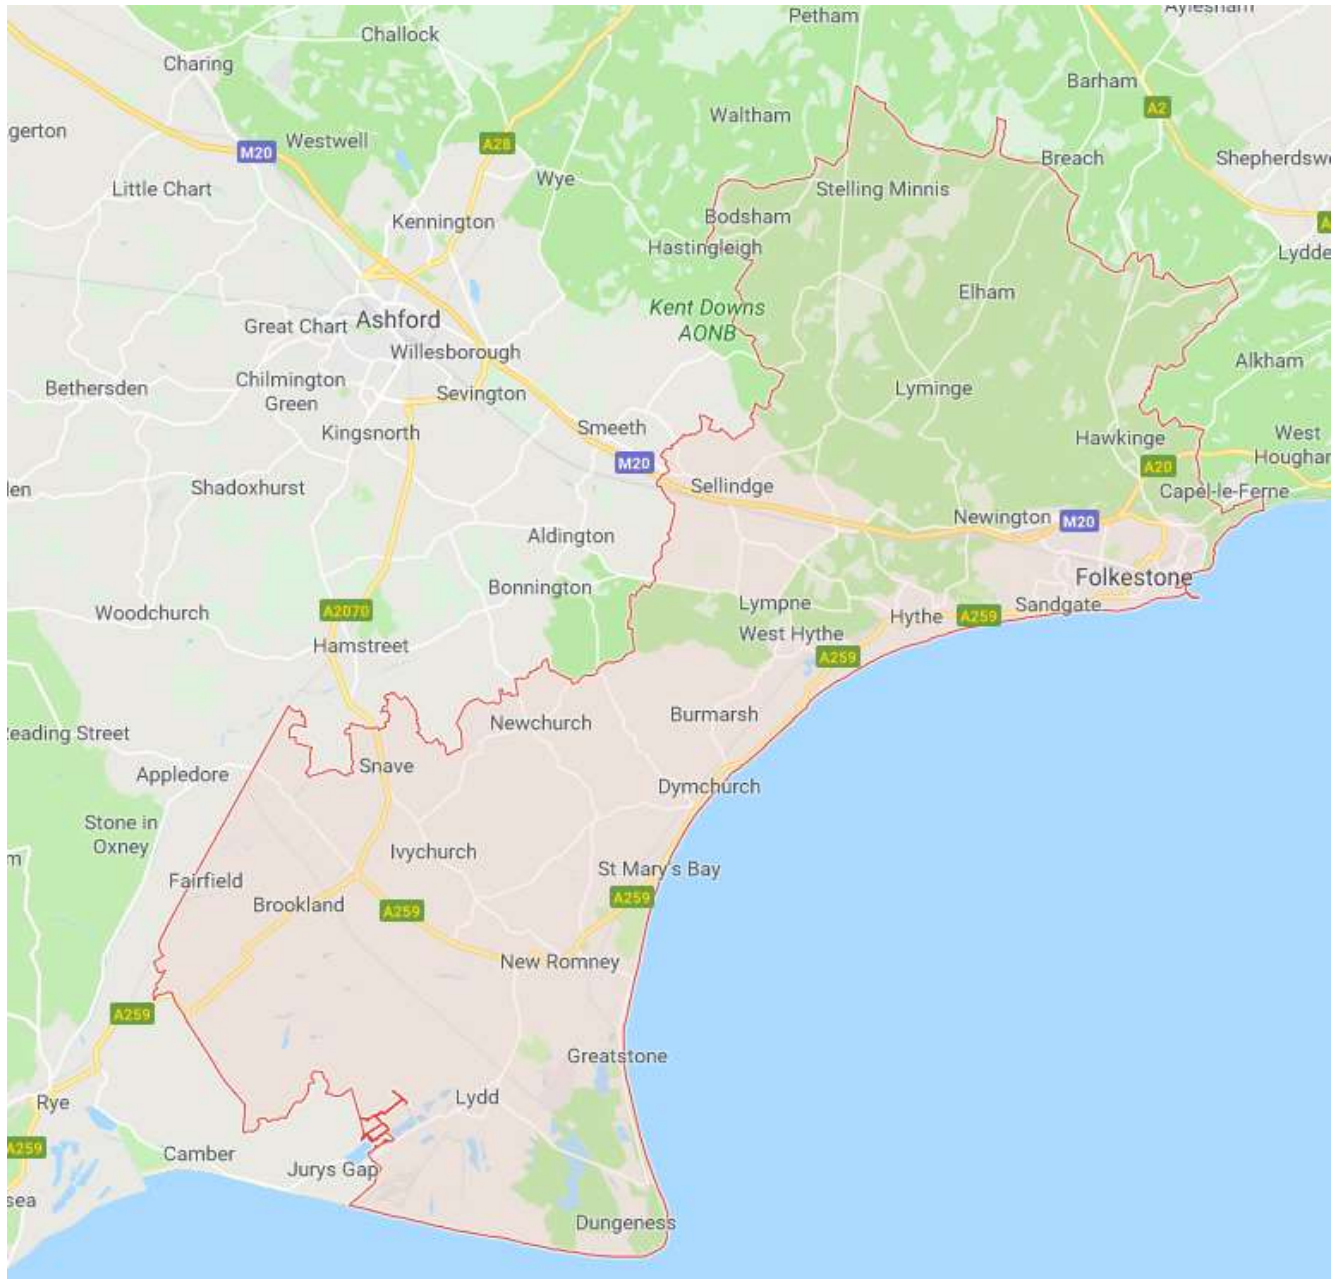 Petham
Aylesham
Challock
Charing
Barham
A2
Waltham
gerton
Westwell
A28
M20
Breach
Shepherdswe
Wye
Little Chart
Stelling Minnis
Bodsham
Kennington
A
Hastingleigh
Lydde
Elham
Kent Downs
AONB
Ashford
Great Chart
Willesborough
Alkham
Chilmington
Green
Bethersden
Sevington
Lyminge
Smeeth
Kingsnorth
Hawkinge
West
Houghar
M20
A20
len
Shadoxhurst
Sellindge
Capel-le-Ferne
Newington
M20
Aldington
Folkestone
Bonnington
A2070
Woodchurch
Lympne
Sandgate
Hythe
A259
West Hythe
Hamstreet
A259
Newchurch
Burmarsh
eading Street
Snave
Appledore
Dymchurch
Stone in
Oxney
Ivychurch
m
St Mary's Bay
Fairfield
A259
Brookland
A259
New Romney
A259
Greatstone
Rye
Lydd
A259
Camber
Jurys Gap
sea
Dungeness